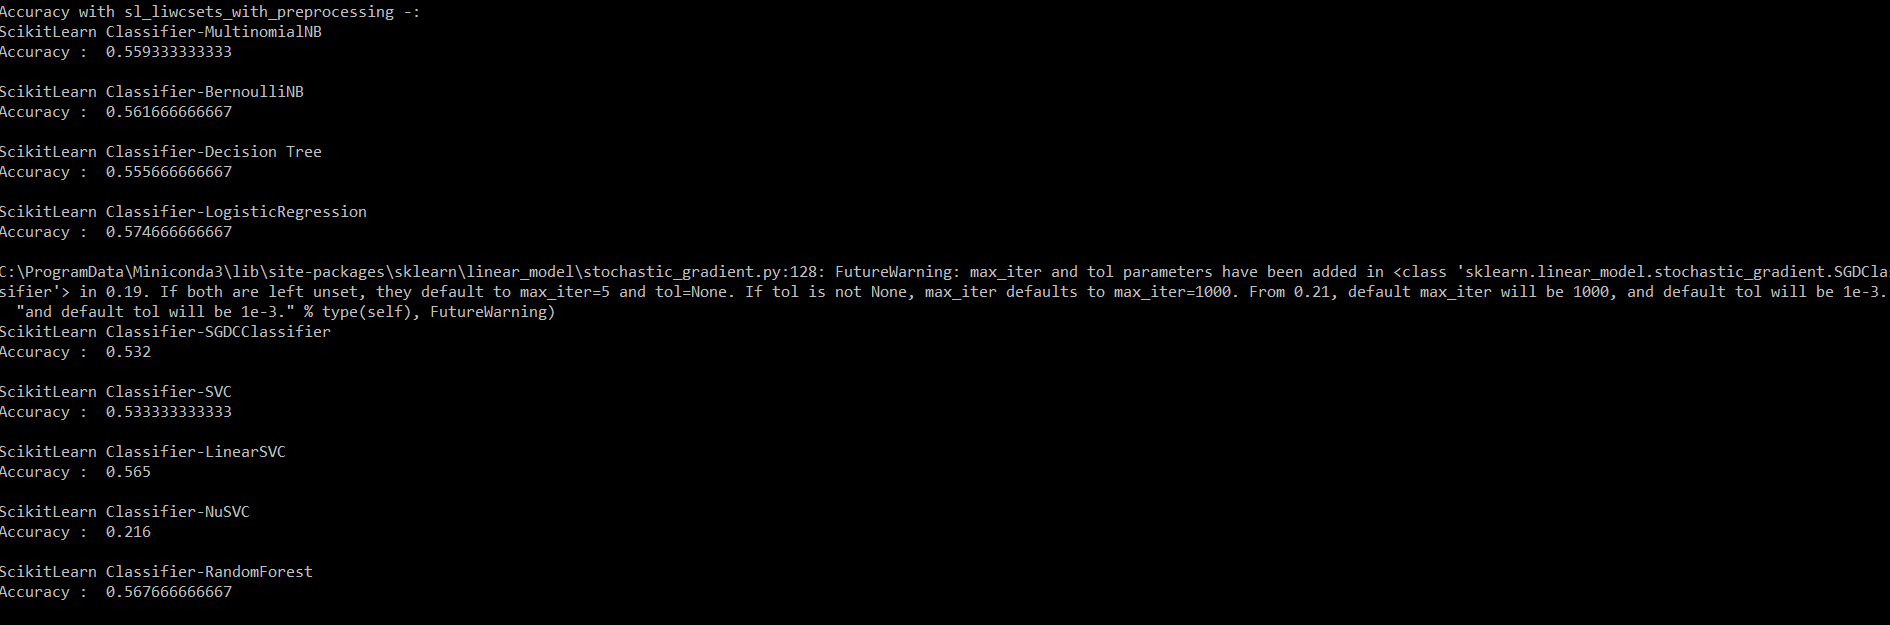 Accuracy with sl_liwcsets_with_preprocessing -:
ScikitLearn Classifier-MultinomialNB
Accuracy :  0.559333333333
ScikitLearn Classifier-BernoulliNB
Accuracy :  0.561666666667
ScikitLearn Classifier-Decision Tree
Accuracy :  0.555666666667
ScikitLearn Classifier-LogisticRegression
Accuracy :  0.574666666667
C:\ProgramData\Miniconda3\lib\site-packages\sklearn\linear_model\stochastic_gradient.py:128: FutureWarning: max_iter and tol parameters have been added in <class 'sklearn.linear_model.stochastic_gradient.SGDCla
sifier'> in 0.19. If both are left unset, they default to max_iter=5 and tol=None. If tol is not None, max_iter defaults to max_iter=1000. From 0.21, default max_iter will be 1000, and default tol will be 1e-3.
  "and default tol will be 1e-3." % type(self), FutureWarning)
ScikitLearn Classifier-SGDCClassifier
Accuracy :  0.532
ScikitLearn Classifier-SVC
Accuracy :  0.533333333333
ScikitLearn Classifier-LinearSVC
Accuracy :  0.565
ScikitLearn Classifier-NuSVC
Accuracy :  0.216
ScikitLearn Classifier-RandomForest
Accuracy :  0.567666666667